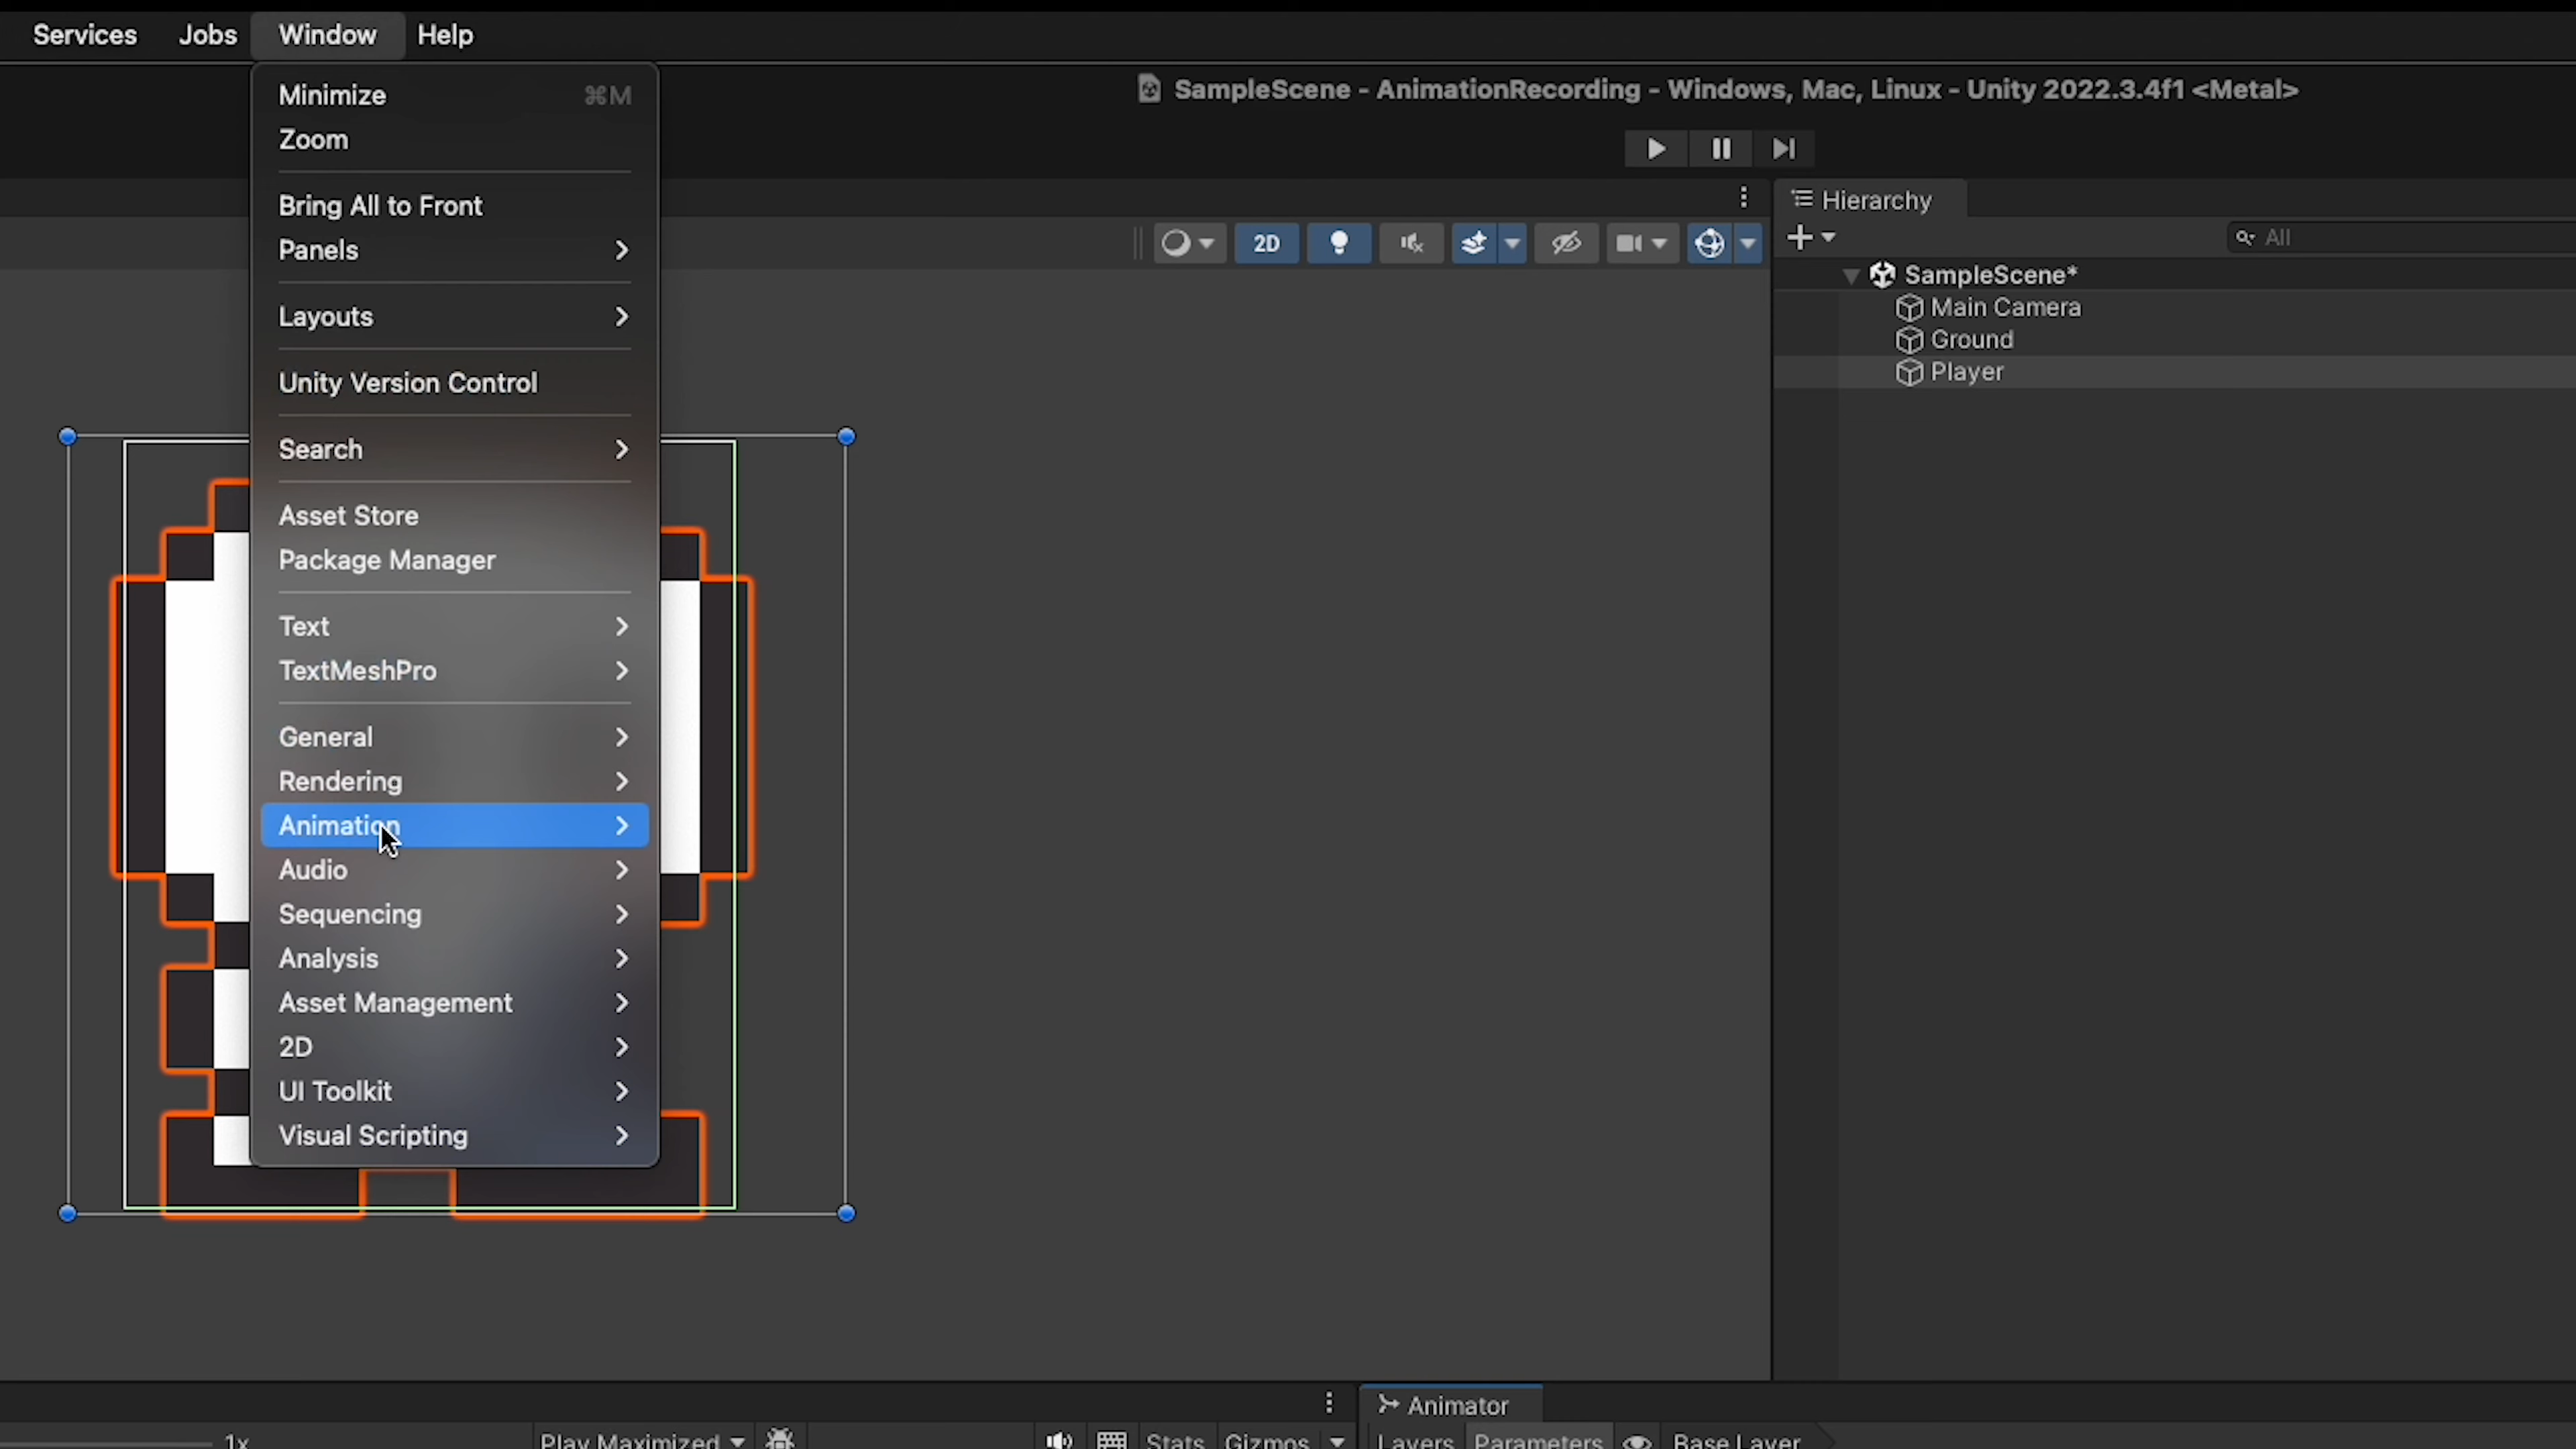 Services Jobs Window Help
SampleScene - AnimationRecording - Windows, Mac, Linux - Unity 2022.3.4f1 <Metal>
Minimize ⌘M
Zoom
Bring All to Front
Panels
Layouts
Unity Version Control
Search
Asset Store
Package Manager
Text
TextMeshPro
General
Rendering
Animation
Audio
Sequencing
Analysis
Asset Management
2D
UI Toolkit
Visual Scripting
2D
Hierarchy
All
SampleScene*
Main Camera
Ground
Player
Animator
1x Play Maximized Stats Gizmos Layers Parameters Base Layer